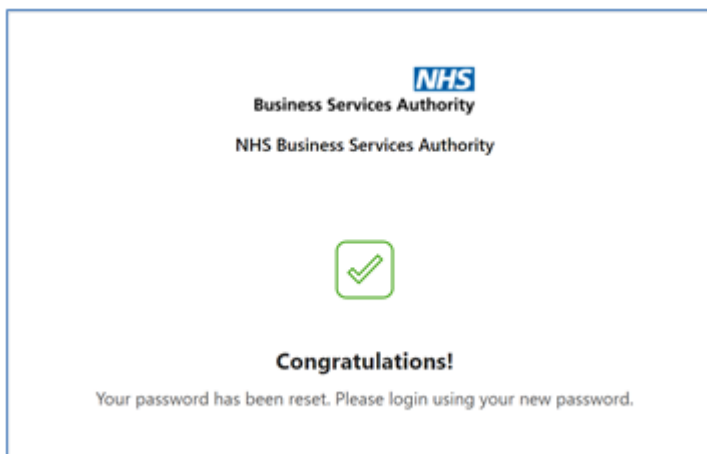 NHS
Business Services Authority
NHS Business Services Authority
Congratulations!
Your password has been reset. Please login using your new password.